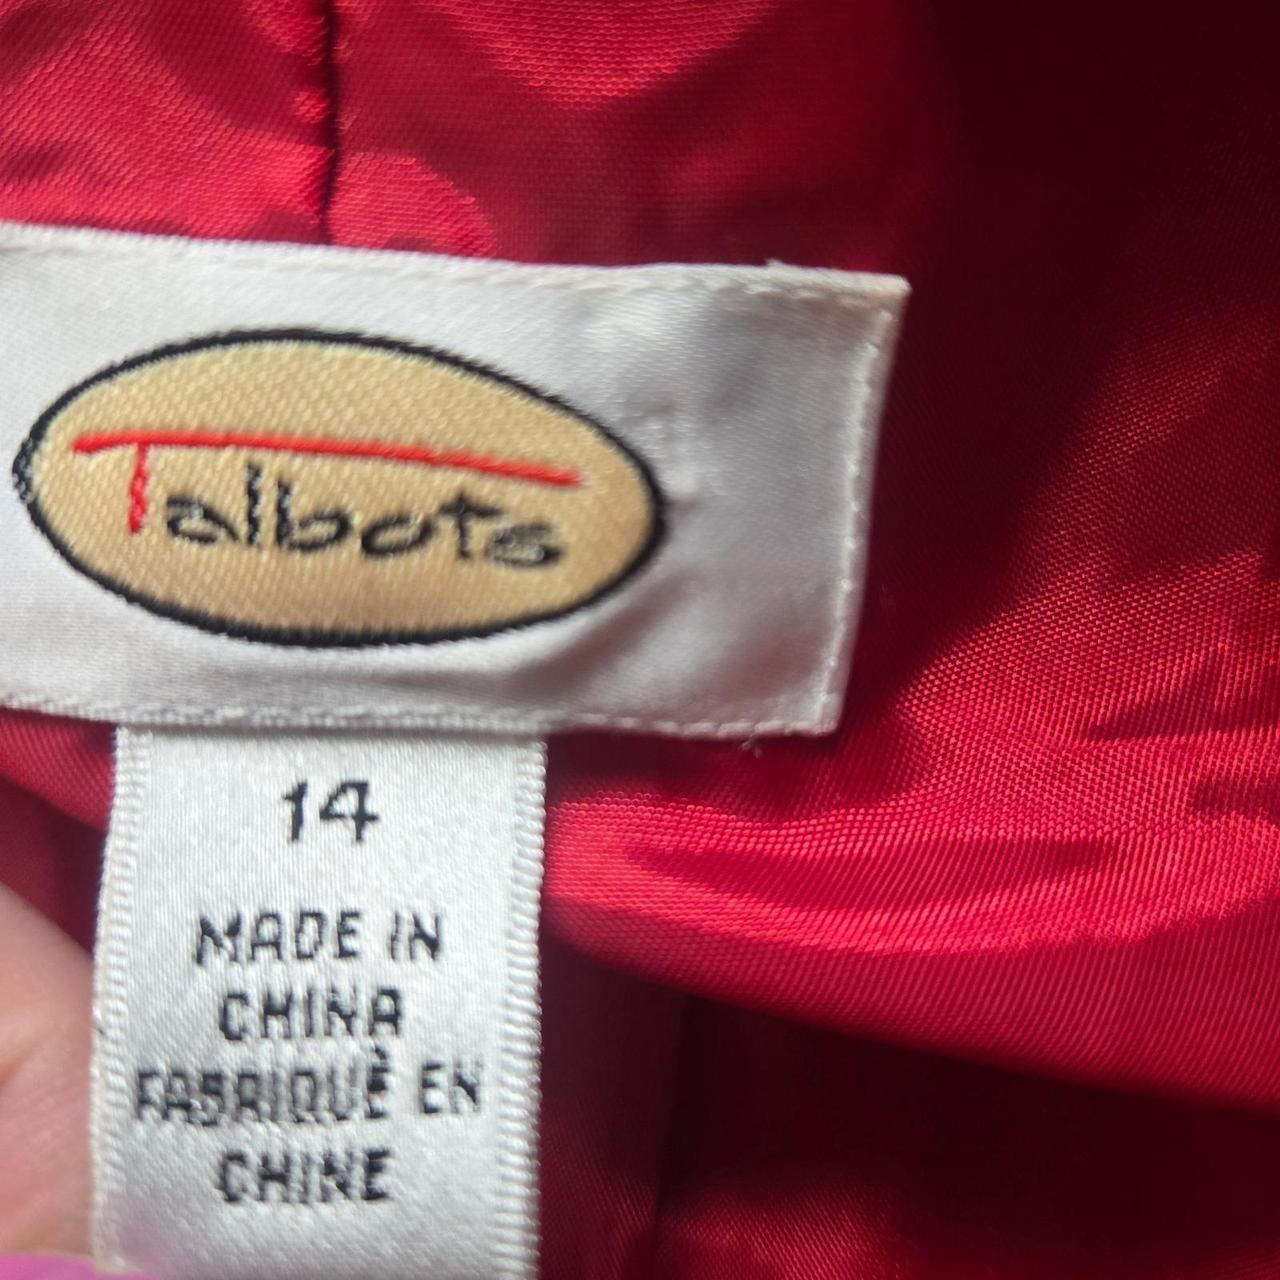 Talbots
14
MADE IN
CHINA
FABRIQUÉ EN
CHINE